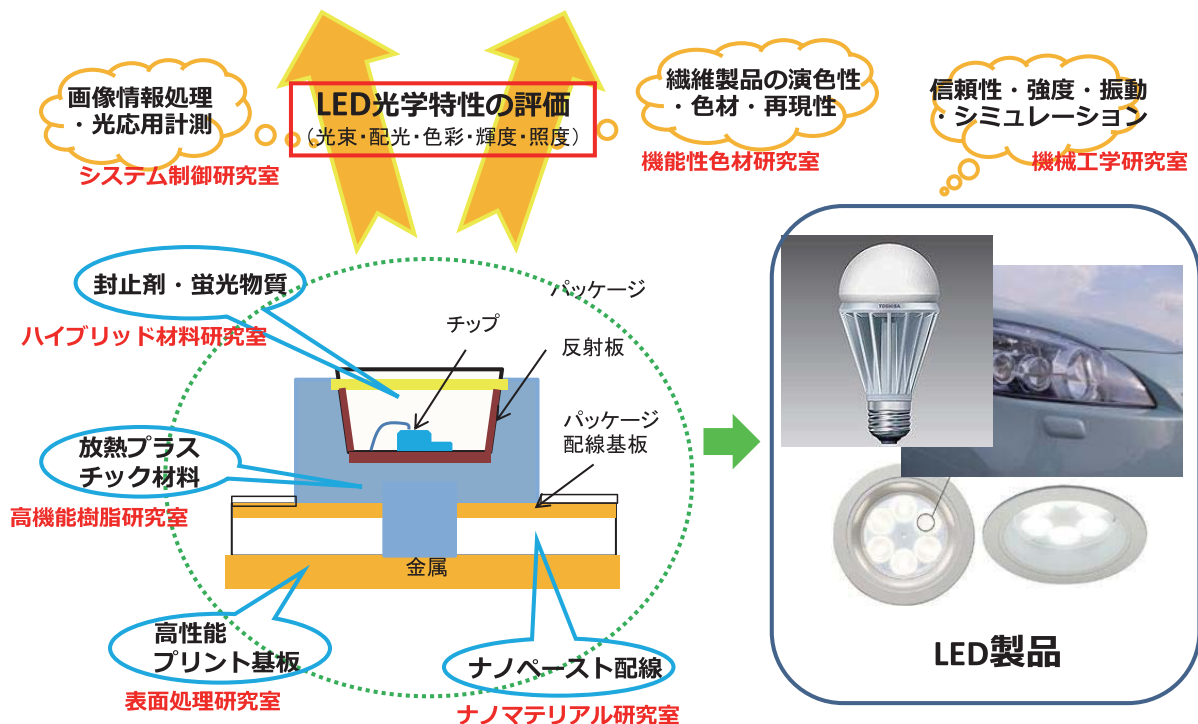 画像情報処理
・光応用計測
システム制御研究室
LED光学特性の評価
（光束・配光・色彩・輝度・照度）
繊維製品の演色性
・色材・再現性
機能性色材研究室
信頼性・強度・振動
・シミュレーション
機械工学研究室
封止剤・蛍光物質
ハイブリッド材料研究室
パッケージ
チップ
反射板
パッケージ
配線基板
放熱プラス
チック材料
高機能樹脂研究室
金属
高性能
プリント基板
表面処理研究室
ナノペースト配線
ナノマテリアル研究室
TOSHIBA
LED製品